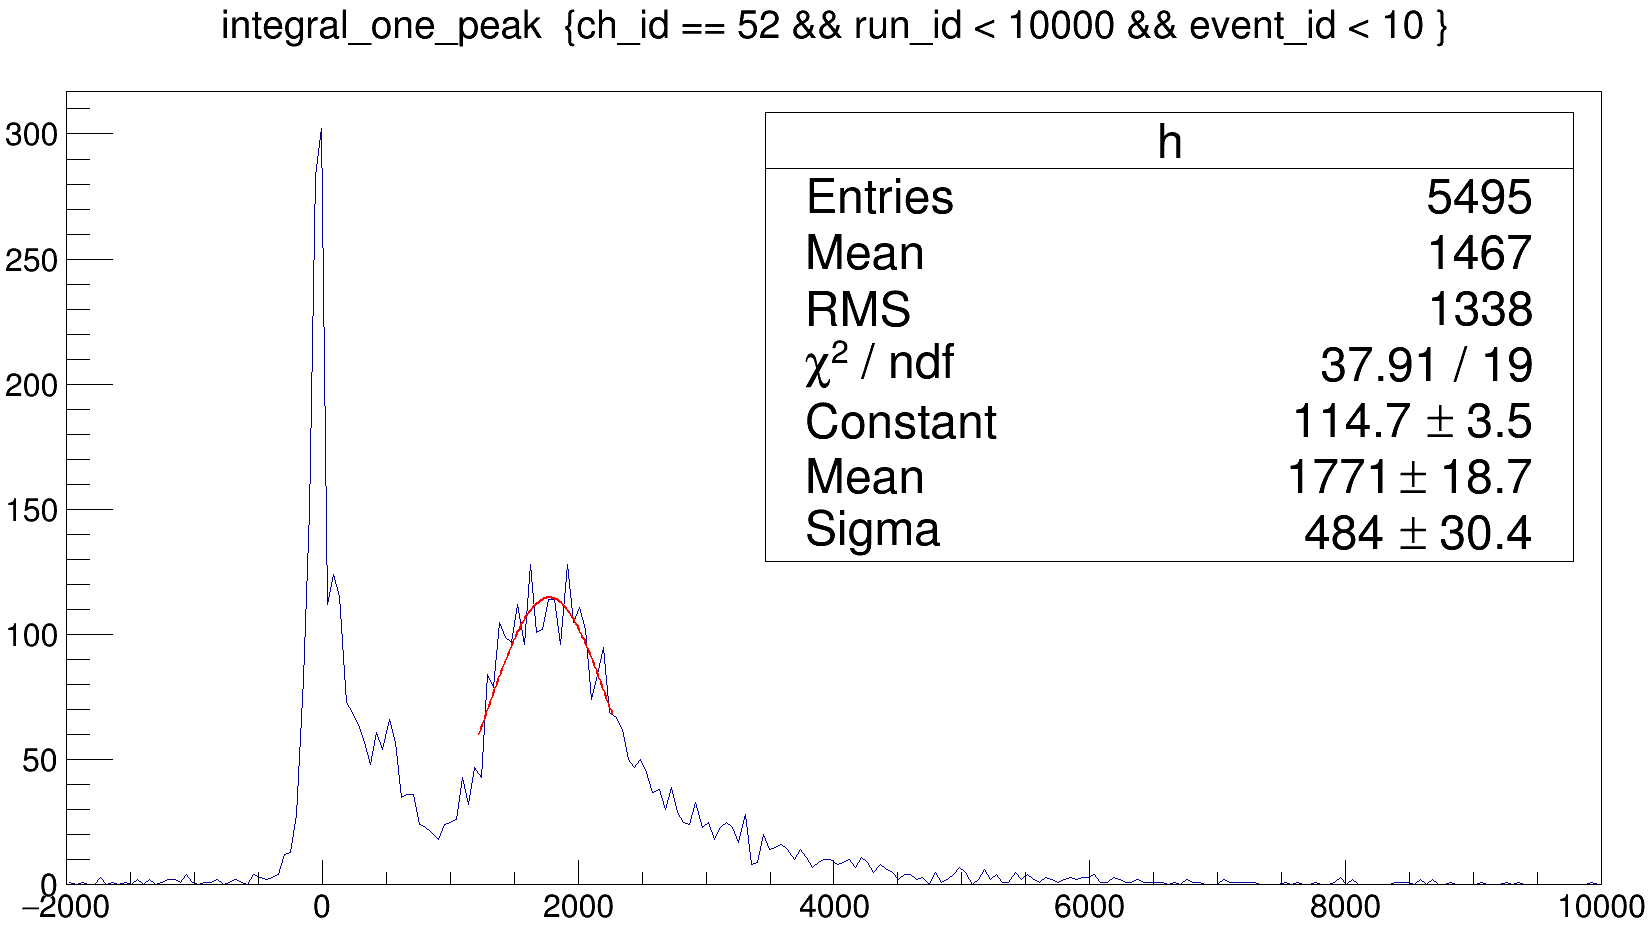 integral_one_peak {ch_id == 52 && run_id < 10000 && event_id < 10 }
h
Entries 5495
Mean 1467
RMS 1338
χ² / ndf 37.91 / 19
Constant 114.7 ± 3.5
Mean 1771 ± 18.7
Sigma 484 ± 30.4
300
250
200
150
100
50
0
−2000 0 2000 4000 6000 8000 10000